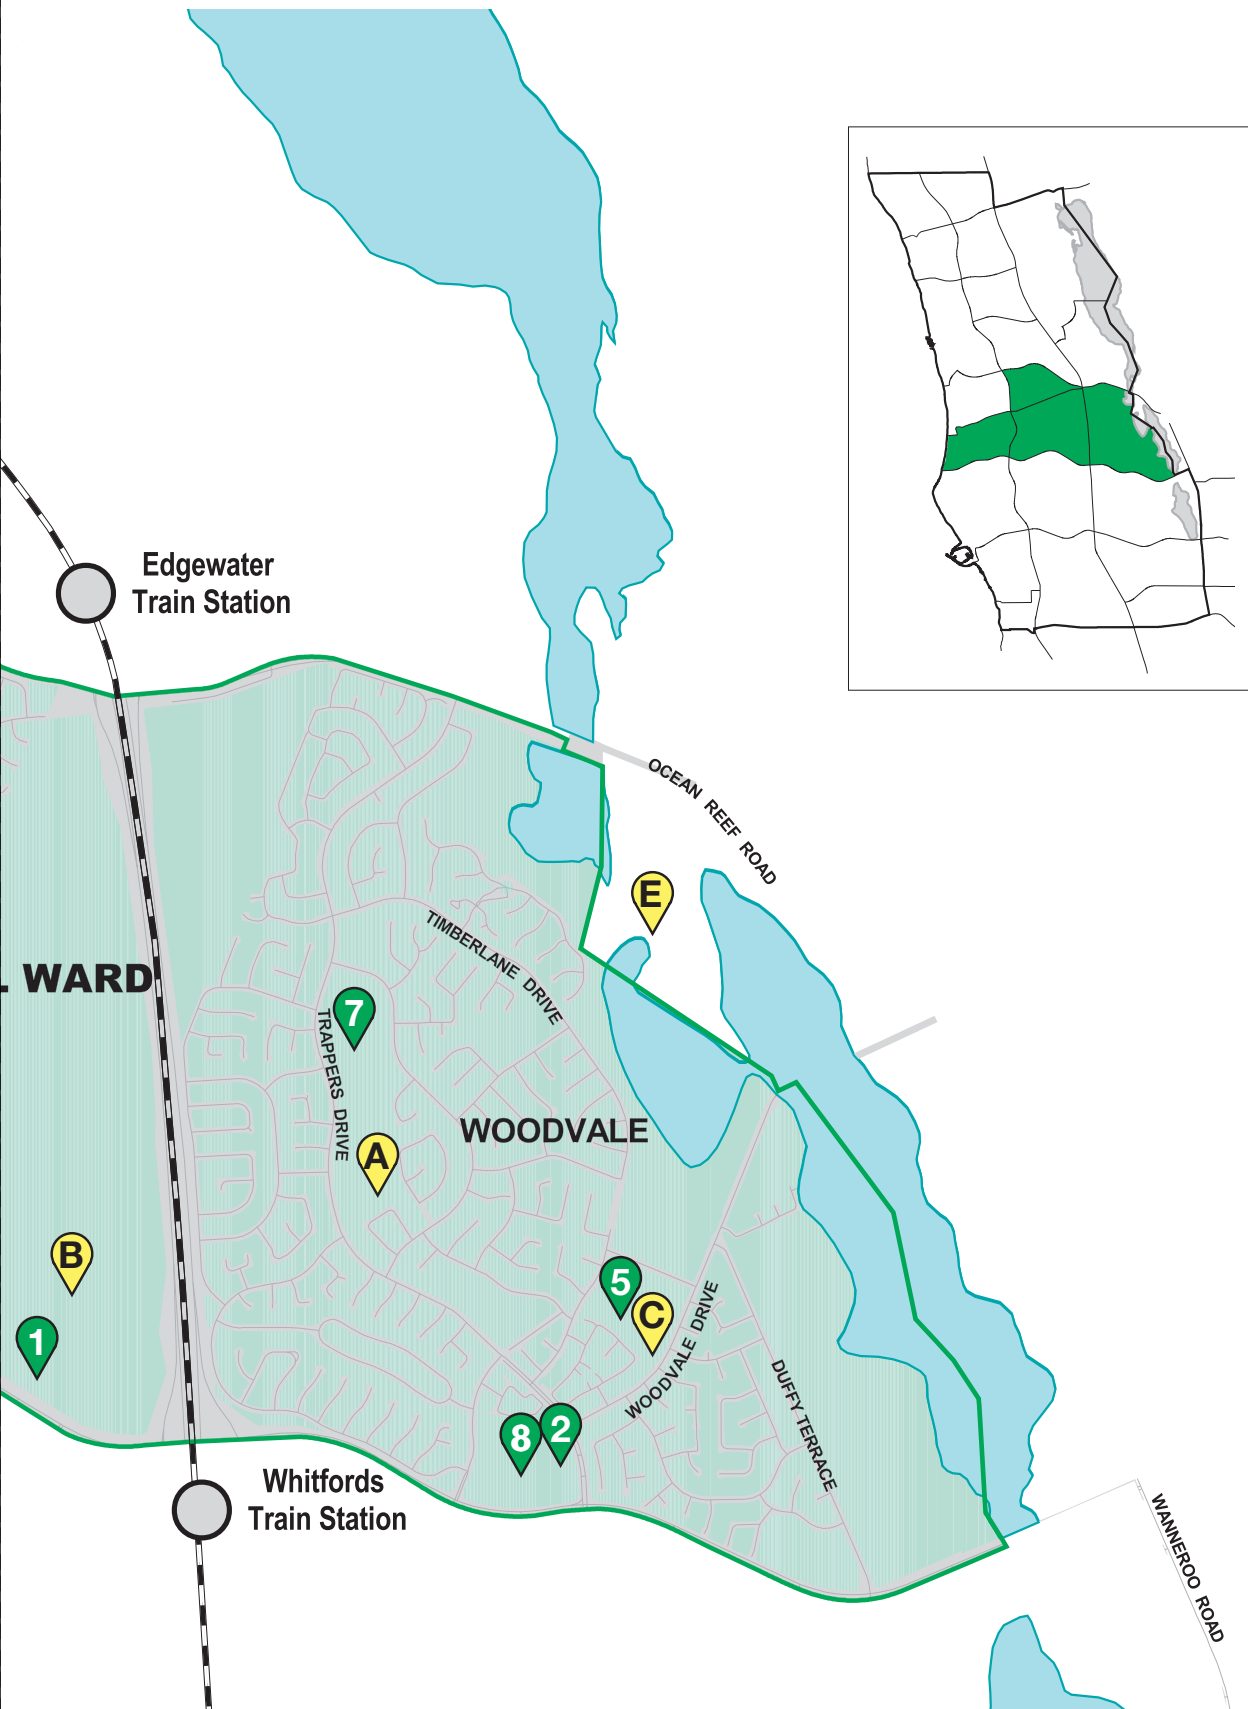 Edgewater
Train Station
OCEAN REEF ROAD
E
TIMBERLANE DRIVE
L WARD
7
TRAPPERS DRIVE
WOODVALE
A
B
5
C
1
WOODVALE DRIVE
DUFFY TERRACE
8
2
Whitfords
Train Station
WANNEROO ROAD